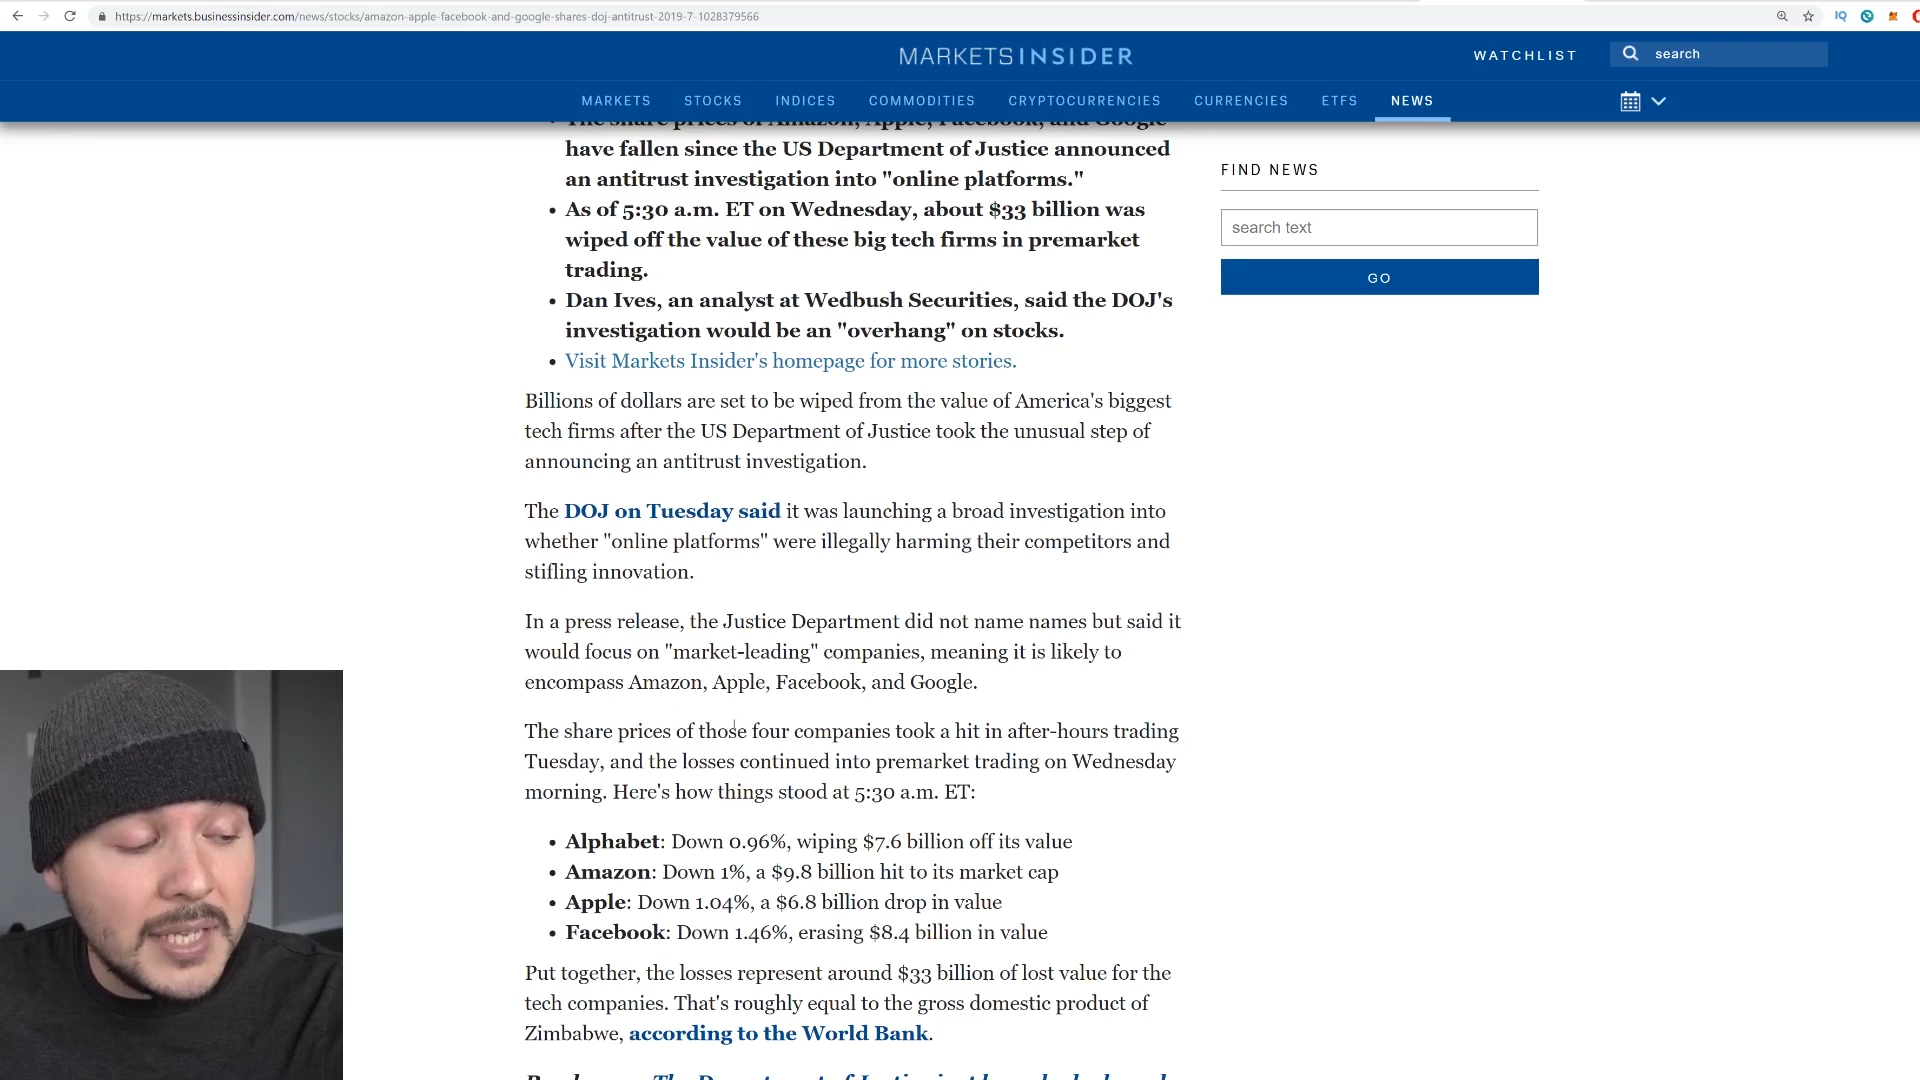 https://markets.businessinsider.com/news/stocks/amazon-apple-facebook-and-google-shares-doj-antitrust-2019-7-1028379566
MARKETS INSIDER
WATCHLIST
search
MARKETS STOCKS INDICES COMMODITIES CRYPTOCURRENCIES CURRENCIES ETFS NEWS
• The share prices of Amazon, Apple, Facebook, and Google
have fallen since the US Department of Justice announced
an antitrust investigation into "online platforms."
• As of 5:30 a.m. ET on Wednesday, about $33 billion was
wiped off the value of these big tech firms in premarket
trading.
• Dan Ives, an analyst at Wedbush Securities, said the DOJ's
investigation would be an "overhang" on stocks.
• Visit Markets Insider's homepage for more stories.
Billions of dollars are set to be wiped from the value of America's biggest
tech firms after the US Department of Justice took the unusual step of
announcing an antitrust investigation.
The DOJ on Tuesday said it was launching a broad investigation into
whether "online platforms" were illegally harming their competitors and
stifling innovation.
In a press release, the Justice Department did not name names but said it
would focus on "market-leading" companies, meaning it is likely to
encompass Amazon, Apple, Facebook, and Google.
The share prices of those four companies took a hit in after-hours trading
Tuesday, and the losses continued into premarket trading on Wednesday
morning. Here's how things stood at 5:30 a.m. ET:
• Alphabet: Down 0.96%, wiping $7.6 billion off its value
• Amazon: Down 1%, a $9.8 billion hit to its market cap
• Apple: Down 1.04%, a $6.8 billion drop in value
• Facebook: Down 1.46%, erasing $8.4 billion in value
Put together, the losses represent around $33 billion of lost value for the
tech companies. That's roughly equal to the gross domestic product of
Zimbabwe, according to the World Bank.
FIND NEWS
search text
GO
IQ